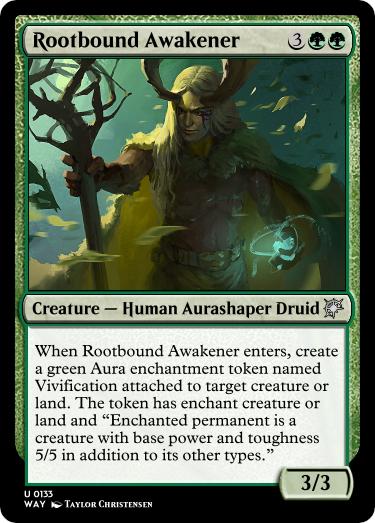 Rootbound Awakener 3
Creature — Human Aurashaper Druid
When Rootbound Awakener enters, create
a green Aura enchantment token named
Vivification attached to target creature or
land. The token has enchant creature or
land and “Enchanted permanent is a
creature with base power and toughness
5/5 in addition to its other types.”
3/3
U 0133
WAY Taylor Christensen